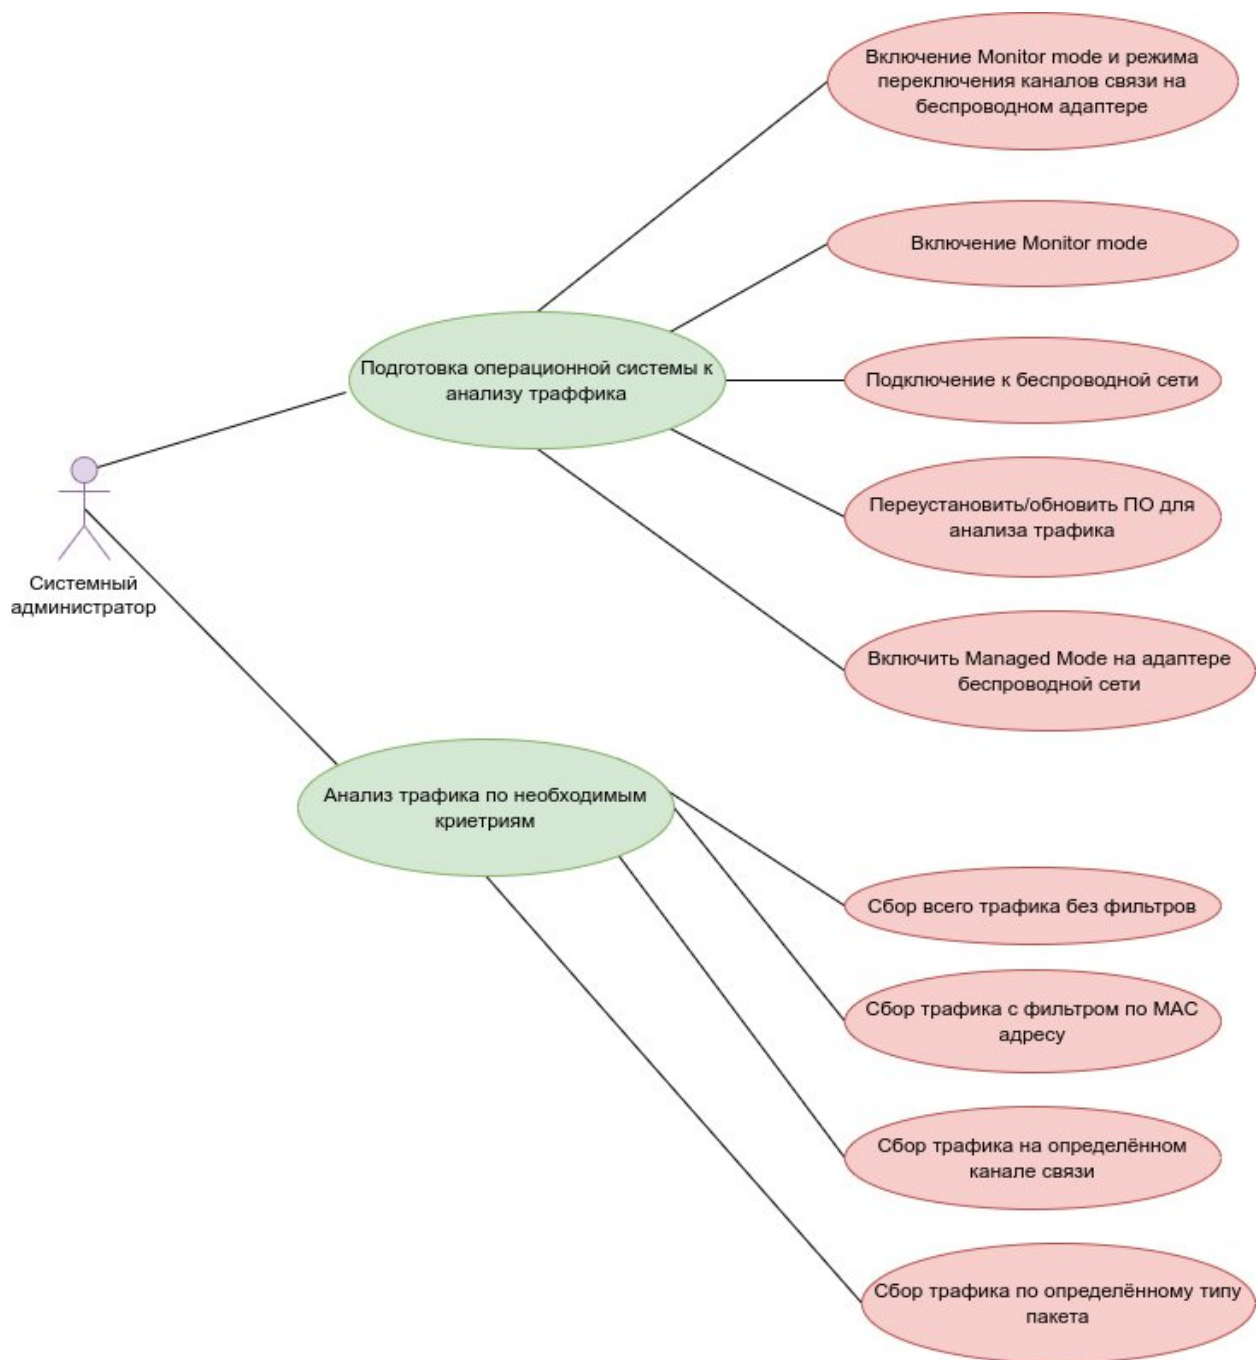 Включение Monitor mode и режима
переключения каналов связи на
беспроводном адаптере
Включение Monitor mode
Подготовка операционной системы к
анализу траффика
Подключение к беспроводной сети
Переустановить/обновить ПО для
анализа трафика
Системный
администратор
Включить Managed Mode на адаптере
беспроводной сети
Анализ трафика по необходимым
криетриям
Сбор всего трафика без фильтров
Сбор трафика с фильтром по MAC
адресу
Сбор трафика на определённом
канале связи
Сбор трафика по определённому типу
пакета